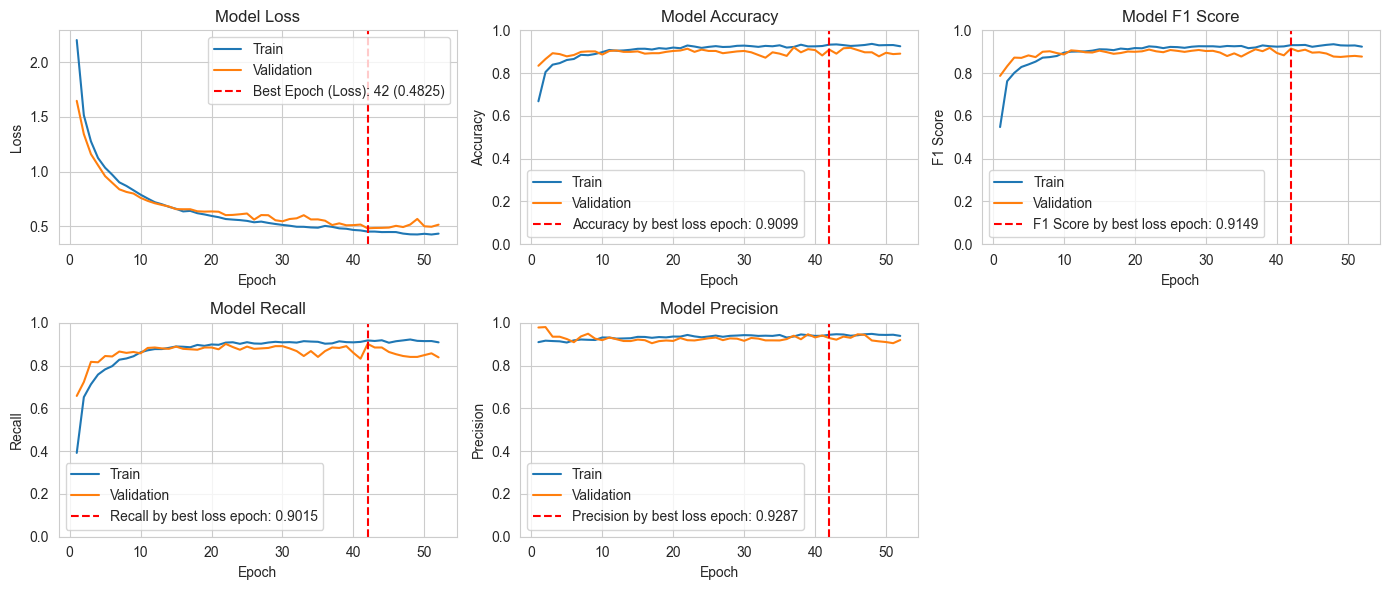 Model Loss
2.0
1.5
1.0
0.5
Loss
Train
Validation
Best Epoch (Loss): 42 (0.4825)
0 10 20 30 40 50
Epoch
Model Accuracy
1.0
0.8
0.6
0.4
0.2
0.0
Accuracy
Train
Validation
Accuracy by best loss epoch: 0.9099
0 10 20 30 40 50
Epoch
Model F1 Score
1.0
0.8
0.6
0.4
0.2
0.0
F1 Score
Train
Validation
F1 Score by best loss epoch: 0.9149
0 10 20 30 40 50
Epoch
Model Recall
1.0
0.8
0.6
0.4
0.2
0.0
Recall
Train
Validation
Recall by best loss epoch: 0.9015
0 10 20 30 40 50
Epoch
Model Precision
1.0
0.8
0.6
0.4
0.2
0.0
Precision
Train
Validation
Precision by best loss epoch: 0.9287
0 10 20 30 40 50
Epoch